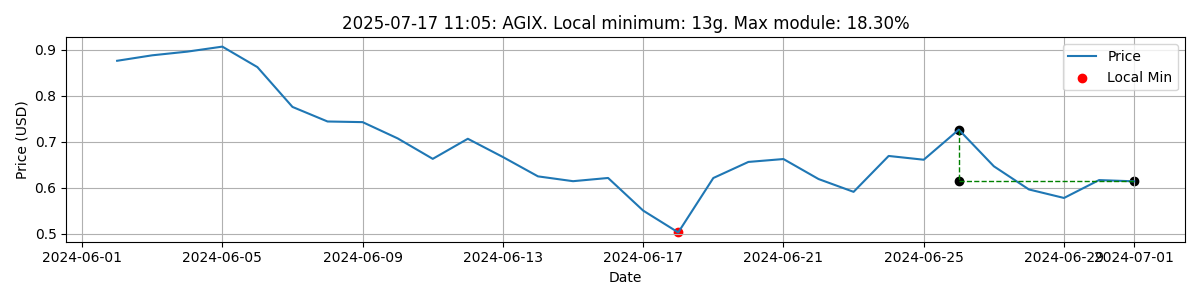 2025-07-17 11:05: AGIX. Local minimum: 13g. Max module: 18.30%
Price (USD)
0.9
0.8
0.7
0.6
0.5
Price
Local Min
2024-06-01 2024-06-05 2024-06-09 2024-06-13 2024-06-17 2024-06-21 2024-06-25 2024-06-29 2024-07-01
Date